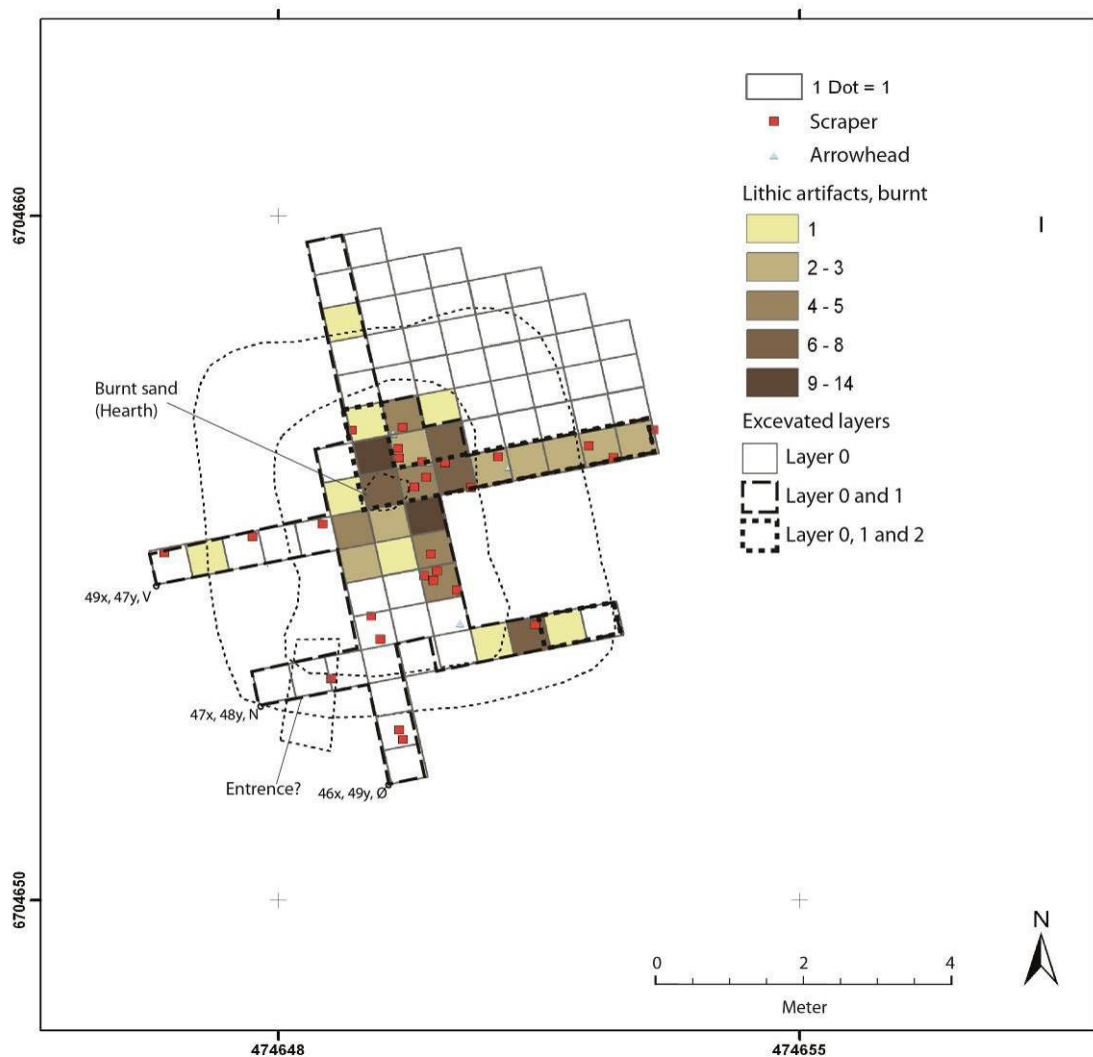 1 Dot = 1
Scraper
Arrowhead
Lithic artifacts, burnt
1
2 - 3
4 - 5
6 - 8
9 - 14
Excevated layers
Layer 0
Layer 0 and 1
Layer 0, 1 and 2
I
6704660
6704650
Burnt sand
(Hearth)
49x, 47y, V
47x, 48y, N
Entrence?
46x, 49y, Ø
N
0 2 4
Meter
474648 474655